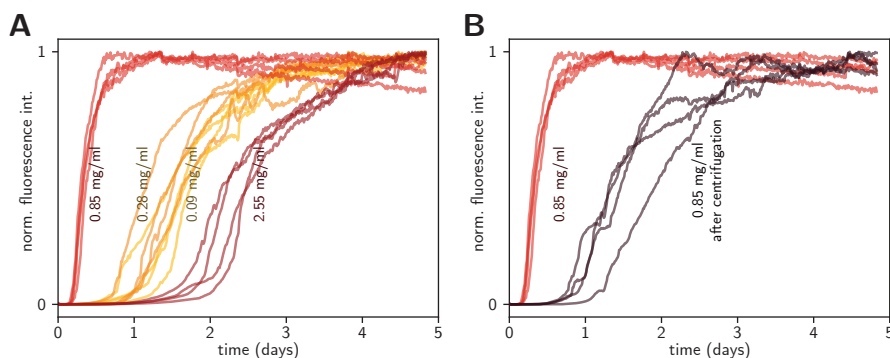 A
B
norm. fluorescence int.
1
0
0.85 mg/ml
0.28 mg/ml
0.09 mg/ml
2.55 mg/ml
0 1 2 3 4 5
time (days)
norm. fluorescence int.
1
0
0.85 mg/ml
0.85 mg/ml
after centrifugation
0 1 2 3 4 5
time (days)